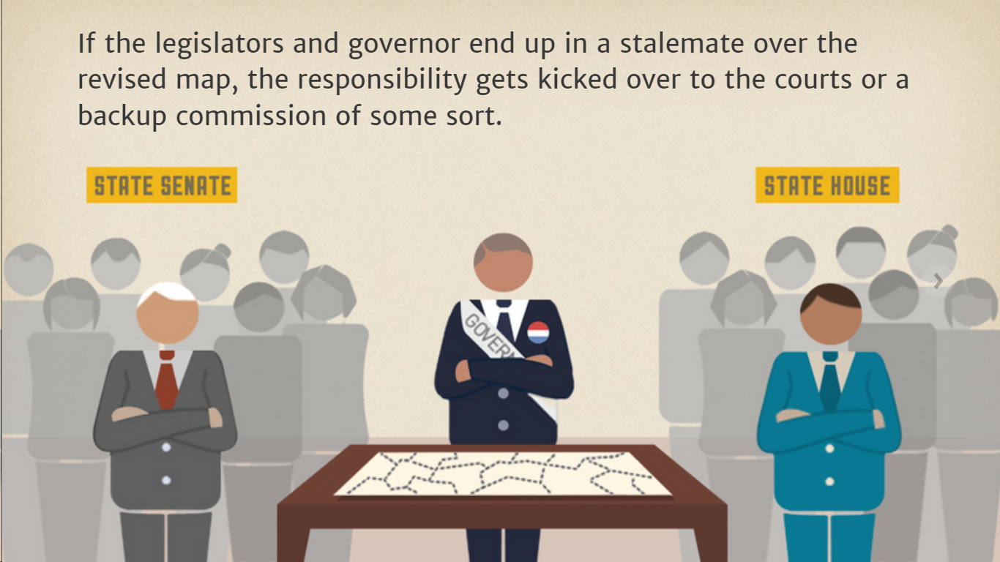 If the legislators and governor end up in a stalemate over the
revised map, the responsibility gets kicked over to the courts or a
backup commission of some sort.
STATE SENATE
STATE HOUSE
GOVERN